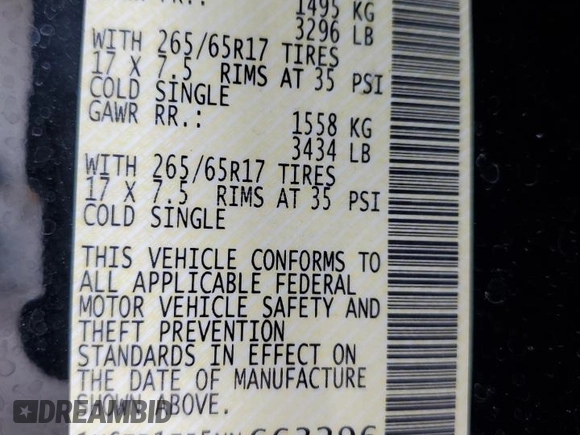 1495 KG
3296 LB
WITH 265/65R17 TIRES
17 X 7.5 RIMS AT 35 PSI
COLD SINGLE
GAWR RR.: 1558 KG
3434 LB
WITH 265/65R17 TIRES
17 X 7.5 RIMS AT 35 PSI
COLD SINGLE
THIS VEHICLE CONFORMS TO
ALL APPLICABLE FEDERAL
MOTOR VEHICLE SAFETY AND
THEFT PREVENTION
STANDARDS IN EFFECT ON
THE DATE OF MANUFACTURE
SHOWN ABOVE.
DREAMBID